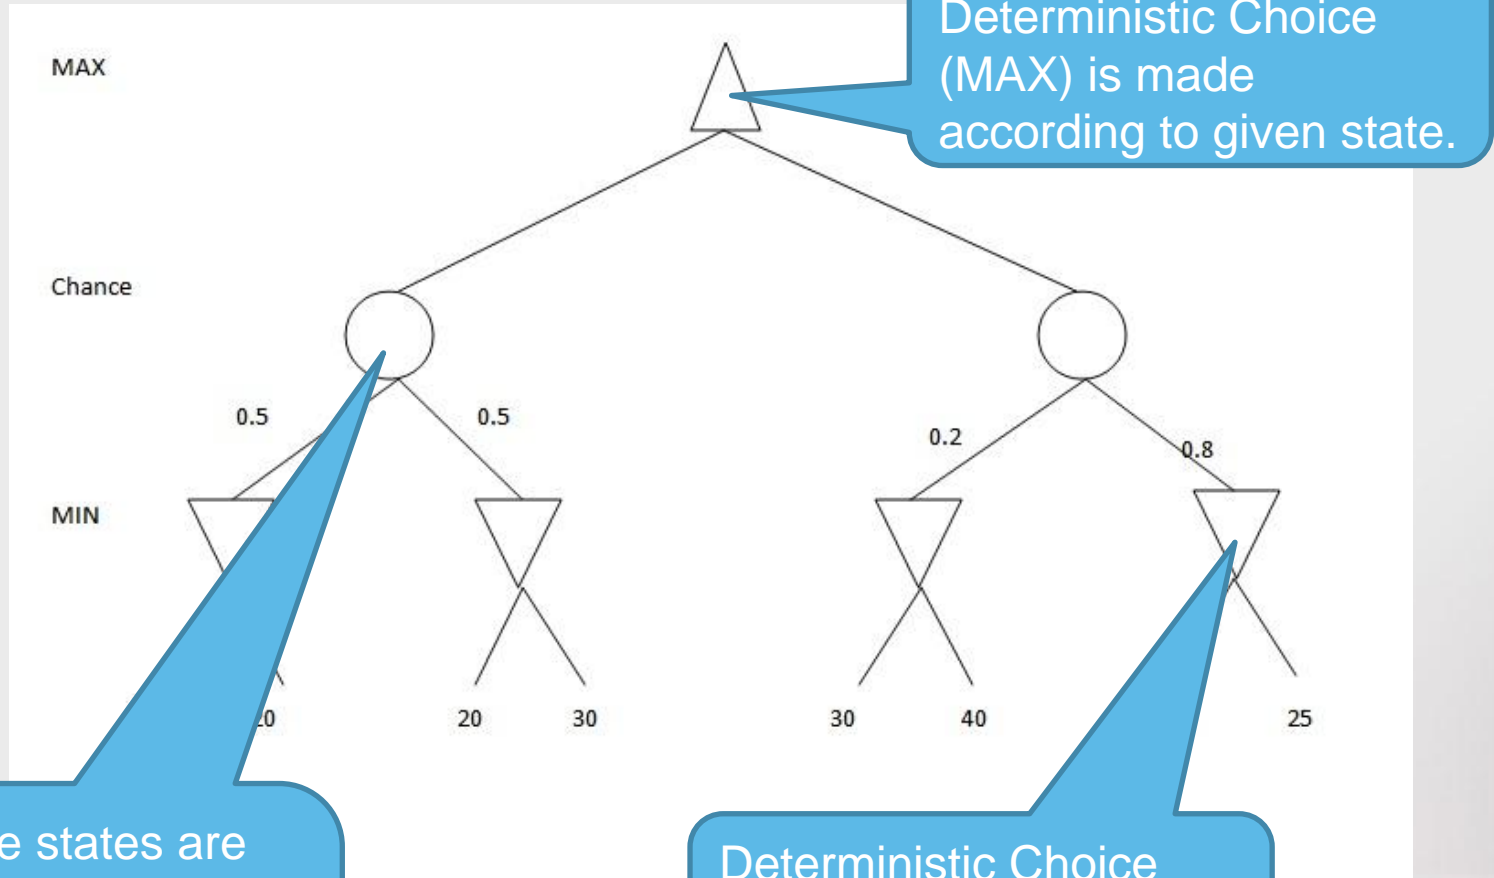 Deterministic Choice
(MAX) is made
according to given state.
MAX
Chance
0.5 0.5 0.2 0.8
MIN
20 30 30 40 25
states are
Deterministic Choice